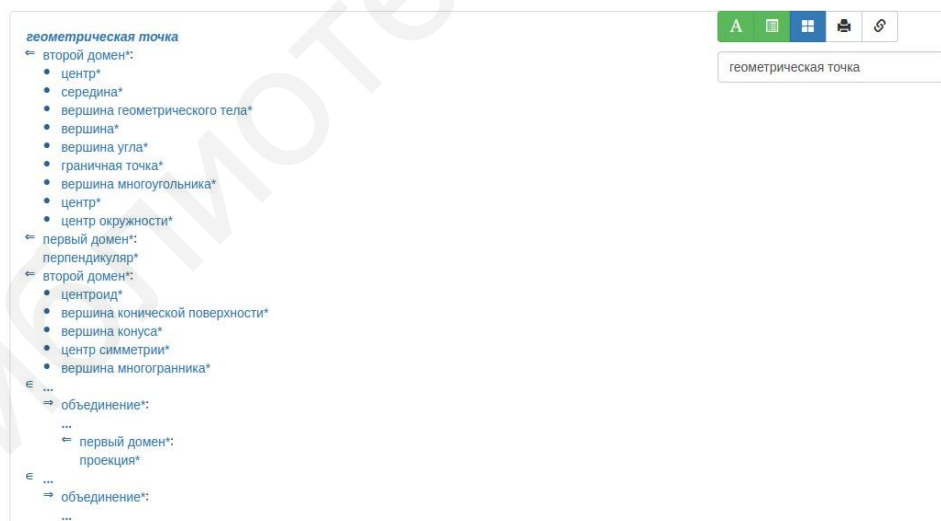 геометрическая точка
⇐ второй домен*:
• центр*
• середина*
• вершина геометрического тела*
• вершина*
• вершина угла*
• граничная точка*
• вершина многоугольника*
• центр*
• центр окружности*
⇐ первый домен*:
перпендикуляр*
⇐ второй домен*:
• центроид*
• вершина конической поверхности*
• вершина конуса*
• центр симметрии*
• вершина многогранника*
∈ ...
⇒ объединение*:
...
⇐ первый домен*:
проекция*
∈ ...
⇒ объединение*:
...
A
геометрическая точка